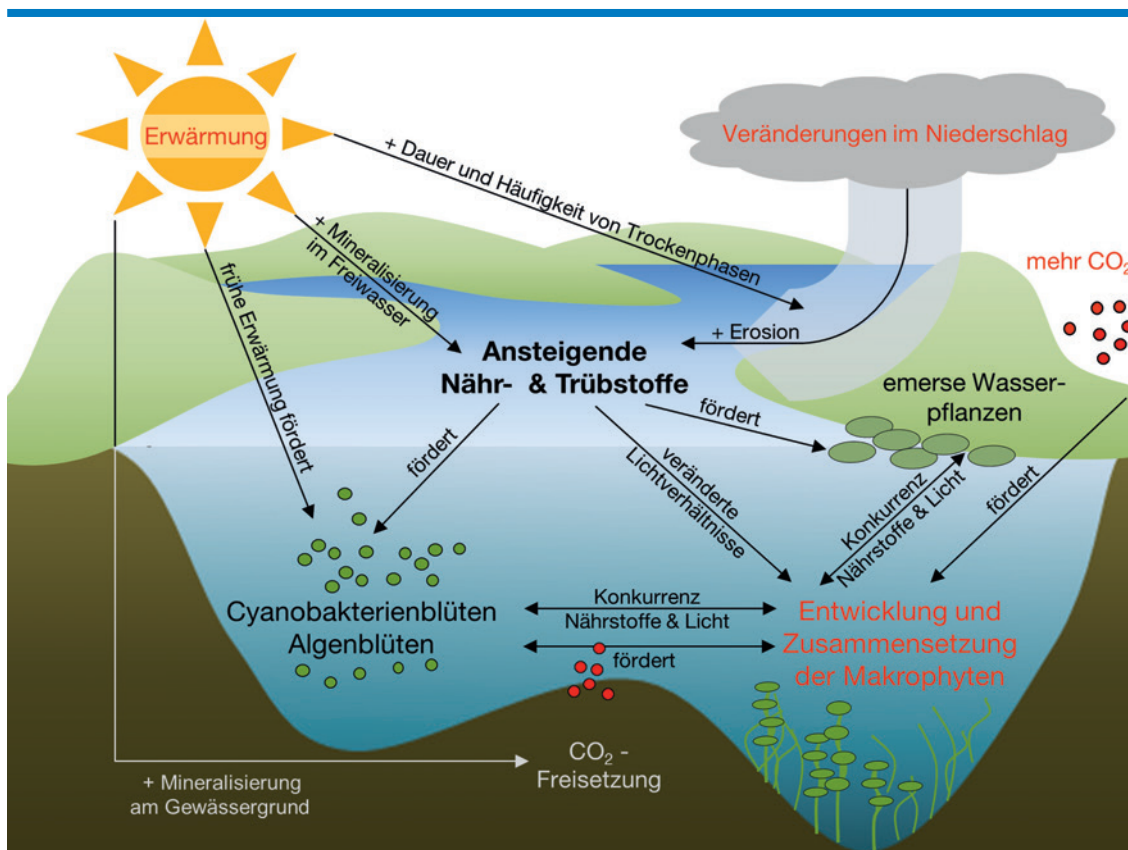 Erwärmung
Veränderungen im Niederschlag
+ Dauer und Häufigkeit von Trockenphasen
+ Mineralisierung
im Freiwasser
frühe Erwärmung fördert
mehr CO₂
+ Erosion
Ansteigende
Nähr- & Trübstoffe
emerse Wasser-
pflanzen
fördert
fördert
veränderte
Lichtverhältnisse
Konkurrenz
Nährstoffe & Licht
fördert
Cyanobakterienblüten
Algenblüten
Konkurrenz
Nährstoffe & Licht
fördert
Entwicklung und
Zusammensetzung
der Makrophyten
CO₂ -
Freisetzung
+ Mineralisierung
am Gewässergrund